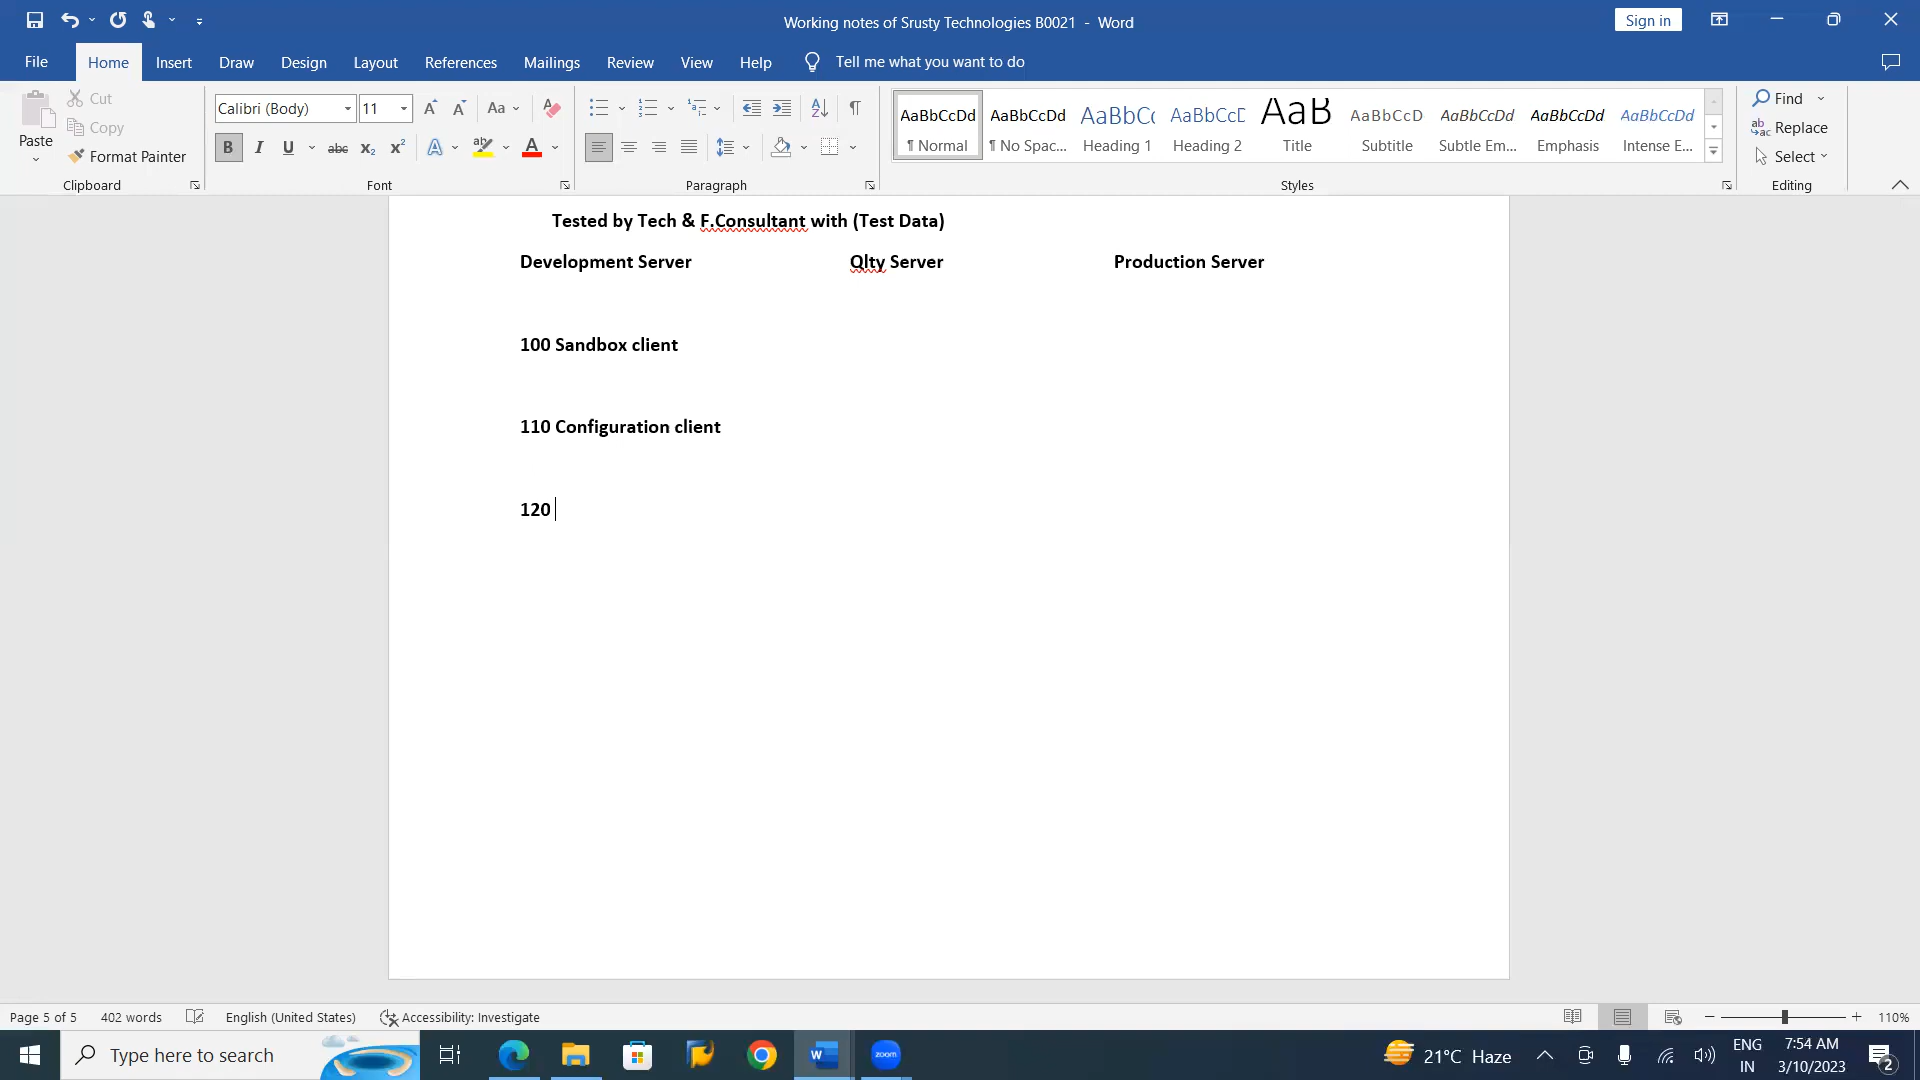 Working notes of Srusty Technologies B0021 - Word
Sign in
File Home Insert Draw Design Layout References Mailings Review View Help Tell me what you want to do
Paste
Cut
Copy
Format Painter
Clipboard
Calibri (Body) 11
Font
Paragraph
AaBbCcDd AaBbCcDd AaBbCc AaBbCcC AaB AaBbCcD AaBbCcDd AaBbCcDd AaBbCcDd
¶ Normal ¶ No Spac... Heading 1 Heading 2 Title Subtitle Subtle Em... Emphasis Intense E...
Styles
Find
Replace
Select
Editing
Tested by Tech & F.Consultant with (Test Data)
Development Server Qlty Server Production Server
100 Sandbox client
110 Configuration client
120
Page 5 of 5 402 words English (United States) Accessibility: Investigate 110%
Type here to search
zoom
21°C Haze
ENG
IN
7:54 AM
3/10/2023
2